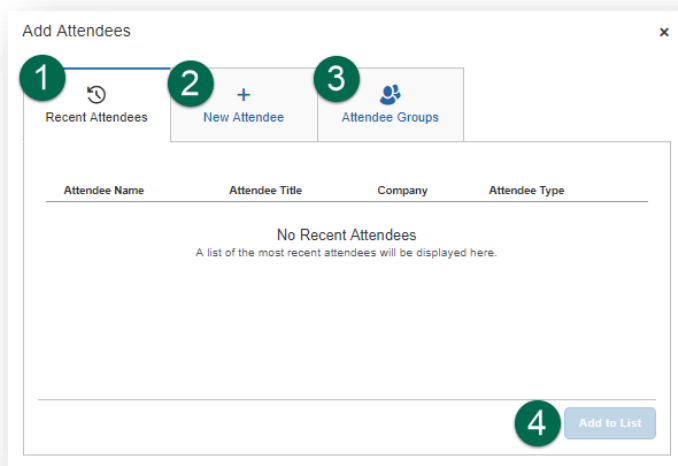 Add Attendees
×
1
2
3
Recent Attendees
New Attendee
Attendee Groups
Attendee Name Attendee Title Company Attendee Type
No Recent Attendees
A list of the most recent attendees will be displayed here.
4
Add to List